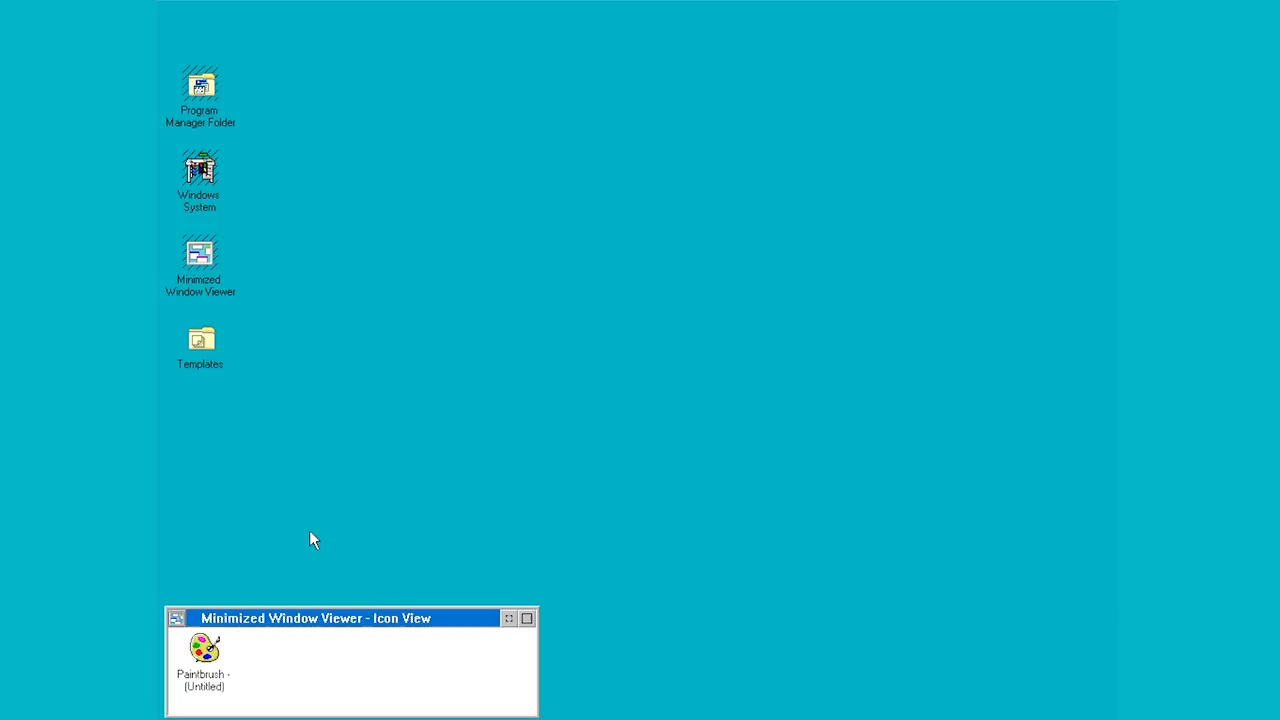 Program
Manager Folder
Windows
System
Minimized
Window Viewer
Templates
Minimized Window Viewer - Icon View
Paintbrush -
(Untitled)